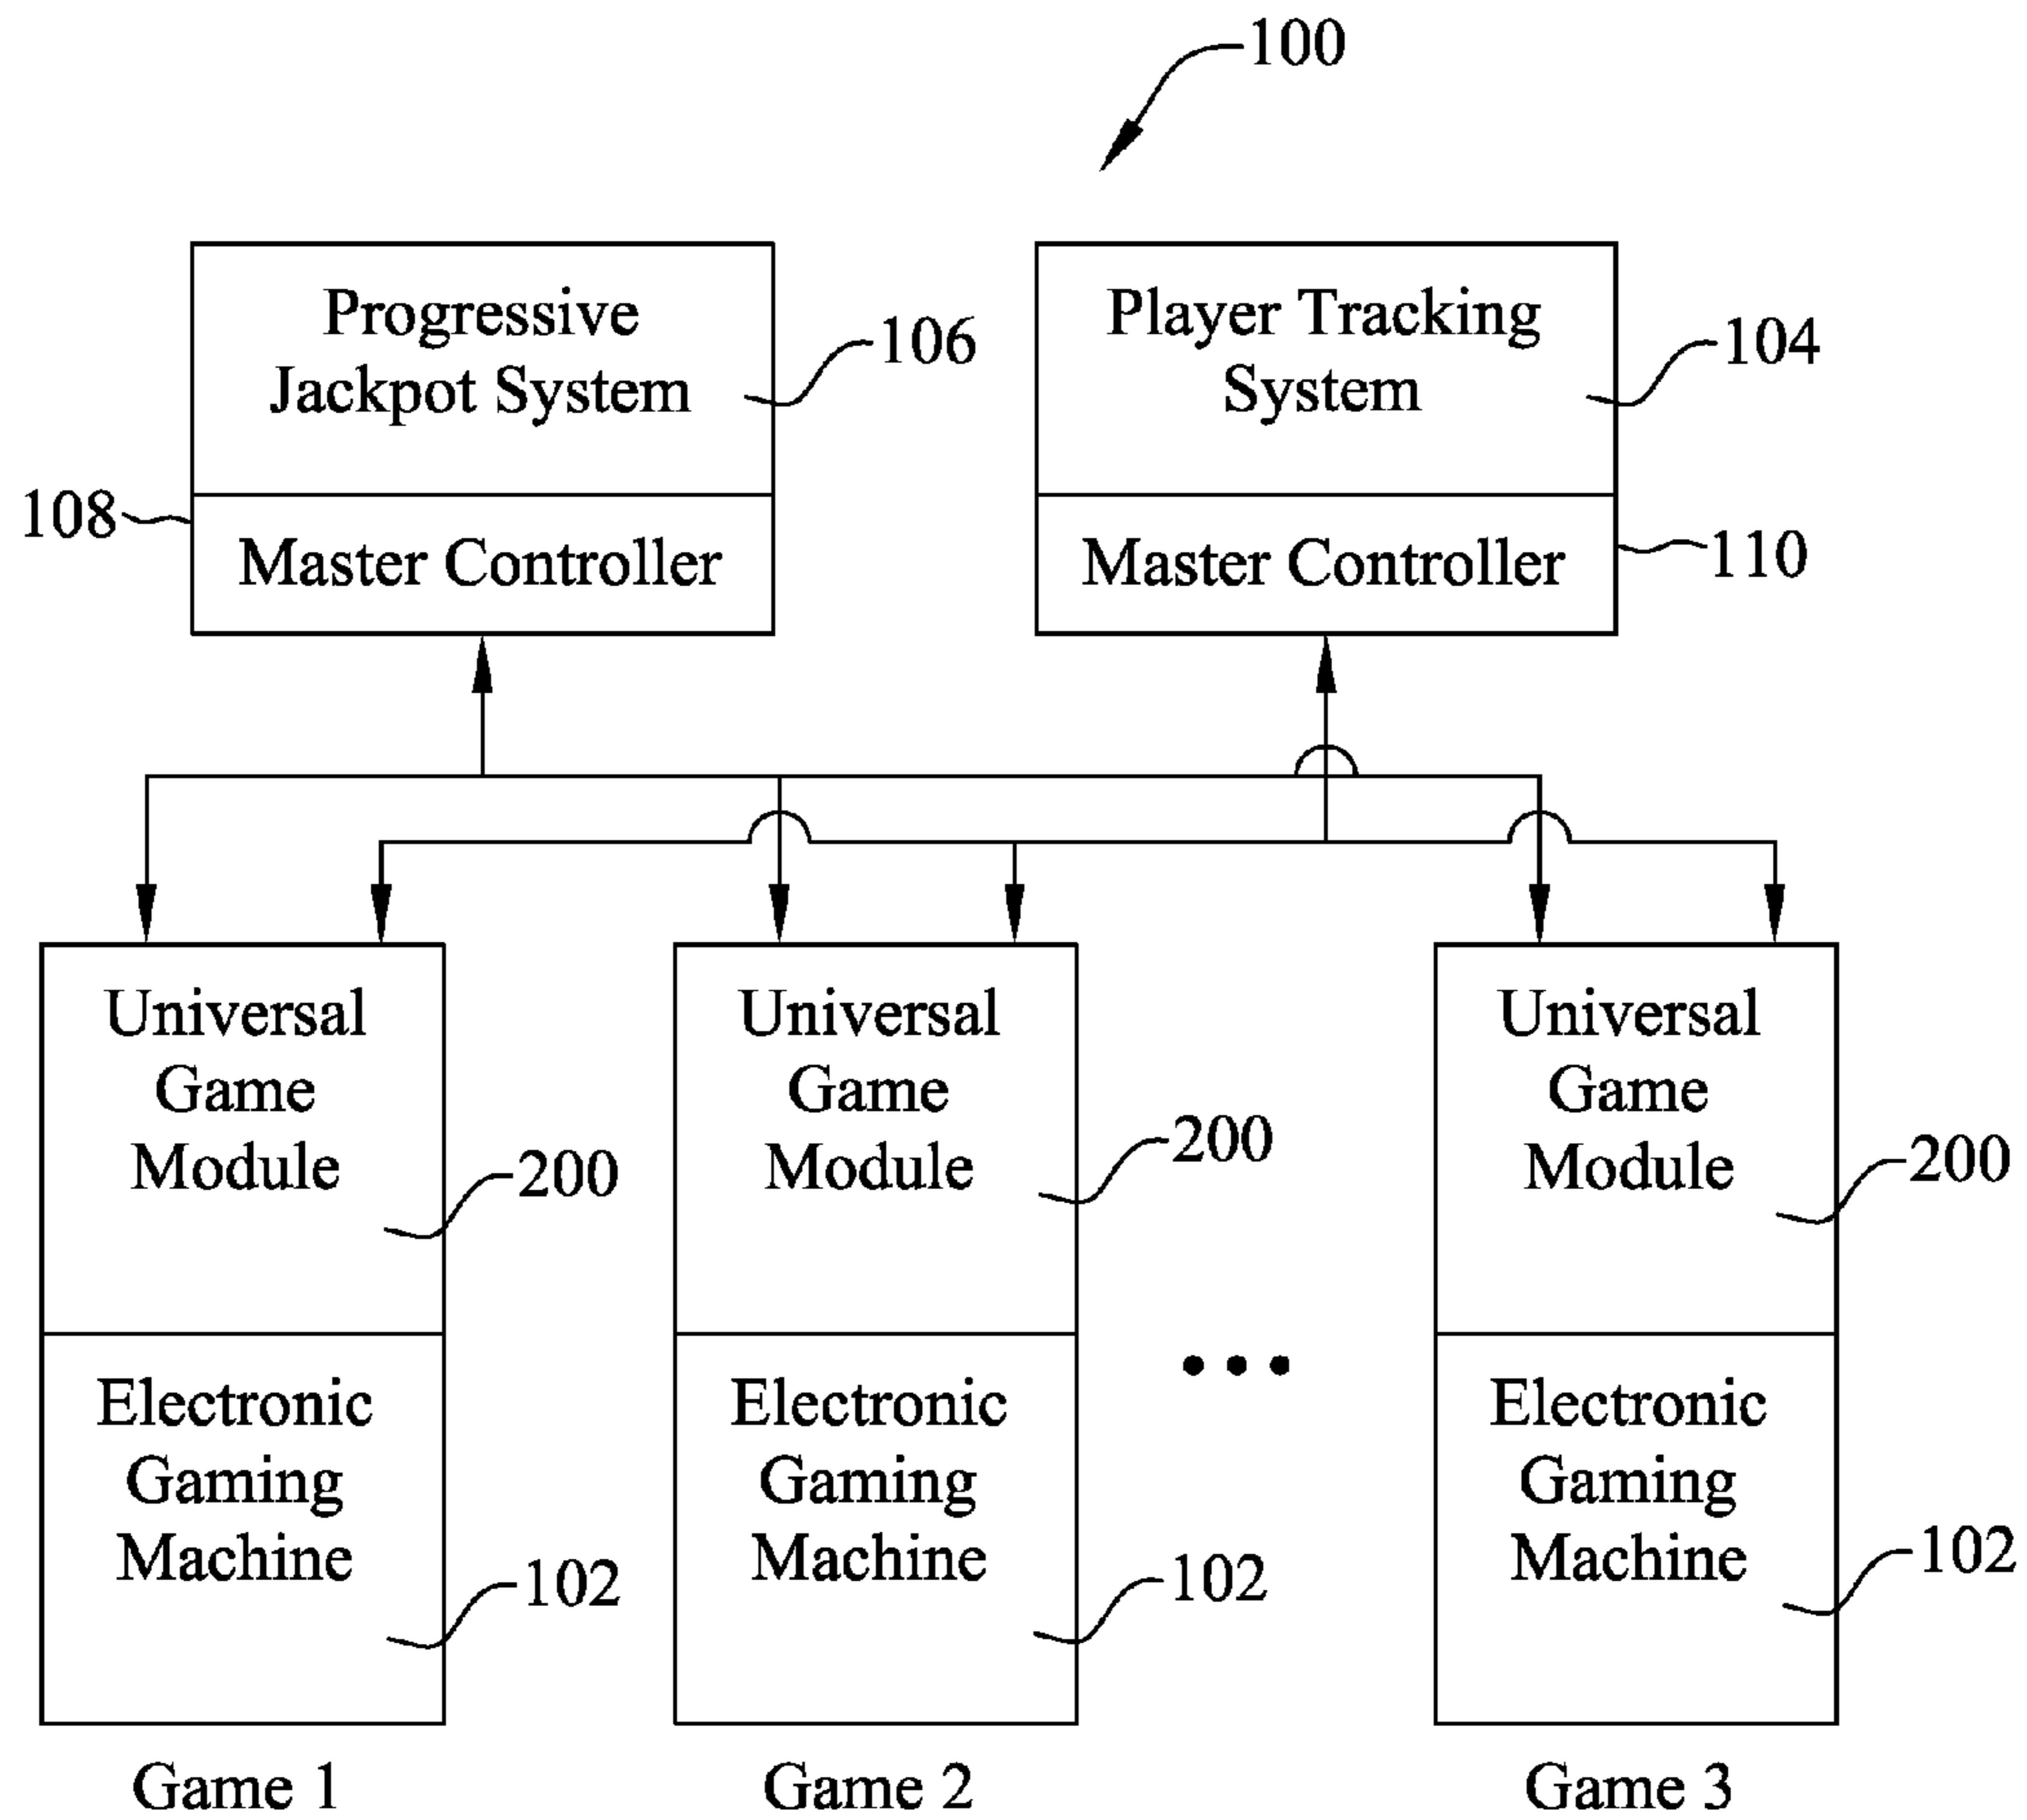 100
Progressive
Jackpot System
106
Player Tracking
System
104
108
Master Controller
Master Controller
110
Universal
Game
Module
200
Universal
Game
Module
200
Universal
Game
Module
200
Electronic
Gaming
Machine
102
Electronic
Gaming
Machine
102
Electronic
Gaming
Machine
102
Game 1
Game 2
Game 3